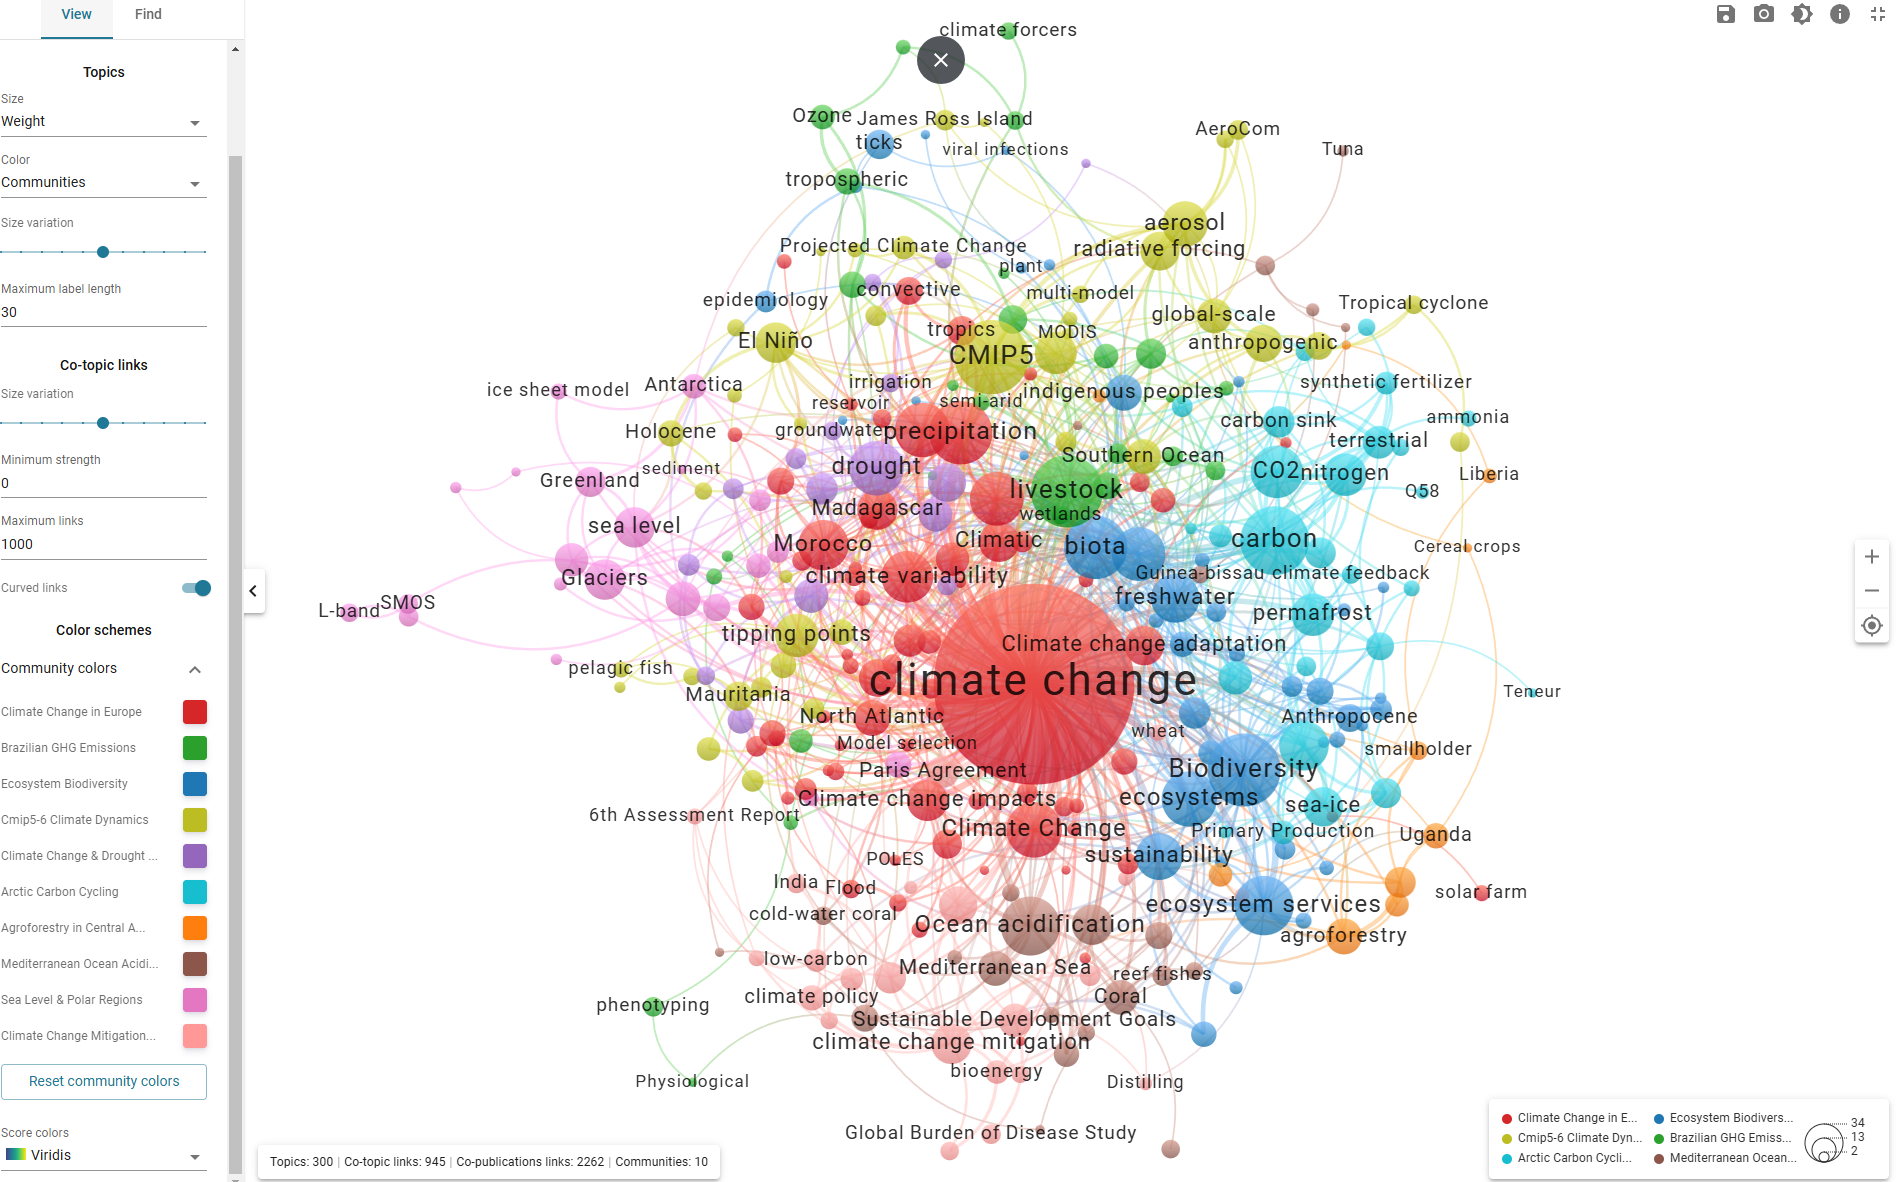 View
Find
Topics
Size
Weight
Color
Communities
Size variation
Maximum label length
30
Co-topic links
Size variation
Minimum strength
0
Maximum links
1000
Curved links
Color schemes
Community colors
Climate Change in Europe
Brazilian GHG Emissions
Ecosystem Biodiversity
Cmip5-6 Climate Dynamics
Climate Change & Drought ...
Arctic Carbon Cycling
Agroforestry in Central A...
Mediterranean Ocean Acidi...
Sea Level & Polar Regions
Climate Change Mitigation...
Reset community colors
Score colors
Viridis
climate forcers
Ozone
James Ross Island
ticks
viral infections
AeroCom
Tuna
tropospheric
aerosol
Projected Climate Change
radiative forcing
plant
convective
multi-model
epidemiology
Tropical cyclone
global-scale
tropics
MODIS
El Niño
anthropogenic
CMIP5
ice sheet model
Antarctica
irrigation
indigenous peoples
synthetic fertilizer
reservoir
semi-arid
ammonia
Holocene
groundwater
precipitation
carbon sink
terrestrial
sediment
drought
Southern Ocean
Greenland
CO2
nitrogen
Liberia
livestock
Q58
Madagascar
wetlands
sea level
Morocco
Climatic
biota
carbon
Cereal crops
Glaciers
climate variability
Guinea-bissau
climate feedback
L-band
SMOS
freshwater
permafrost
tipping points
Climate change adaptation
pelagic fish
climate change
Mauritania
Teneur
North Atlantic
Anthropocene
wheat
Model selection
smallholder
Paris Agreement
Biodiversity
Climate change impacts
ecosystems
sea-ice
6th Assessment Report
Climate Change
Primary Production
Uganda
POLES
sustainability
India
Flood
solar farm
cold-water coral
Ocean acidification
ecosystem services
agroforestry
low-carbon
Mediterranean Sea
reef fishes
climate policy
Coral
phenotyping
Sustainable Development Goals
climate change mitigation
bioenergy
Physiological
Distilling
Global Burden of Disease Study
Topics: 300 | Co-topic links: 945 | Co-publications links: 2262 | Communities: 10
Climate Change in E...
Ecosystem Biodivers...
Cmip5-6 Climate Dyn...
Brazilian GHG Emiss...
Arctic Carbon Cycli...
Mediterranean Ocean...
34
13
2